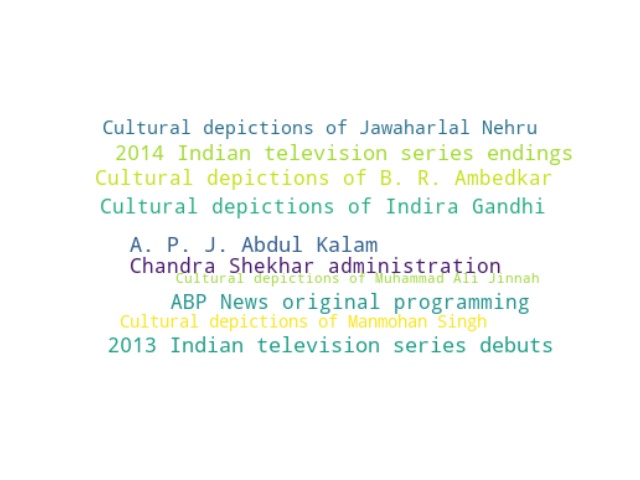 Cultural depictions of Jawaharlal Nehru
2014 Indian television series endings
Cultural depictions of B. R. Ambedkar
Cultural depictions of Indira Gandhi
A. P. J. Abdul Kalam
Chandra Shekhar administration
Cultural depictions of Muhammad Ali Jinnah
ABP News original programming
Cultural depictions of Manmohan Singh
2013 Indian television series debuts